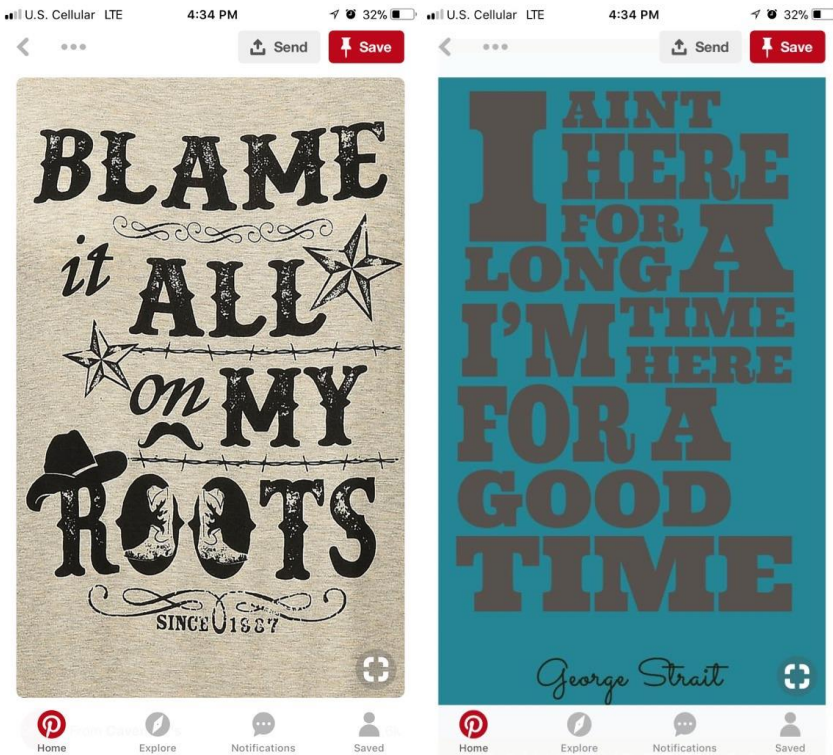 U.S. Cellular LTE 4:34 PM 32%
Send Save
BLAME
it ALL
on MY
ROOTS
SINCE 1987
Home Explore Notifications Saved
U.S. Cellular LTE 4:34 PM 32%
Send Save
I AINT
HERE
FOR A
LONG
TIME
I'M HERE
FOR A
GOOD
TIME
George Strait
Home Explore Notifications Saved